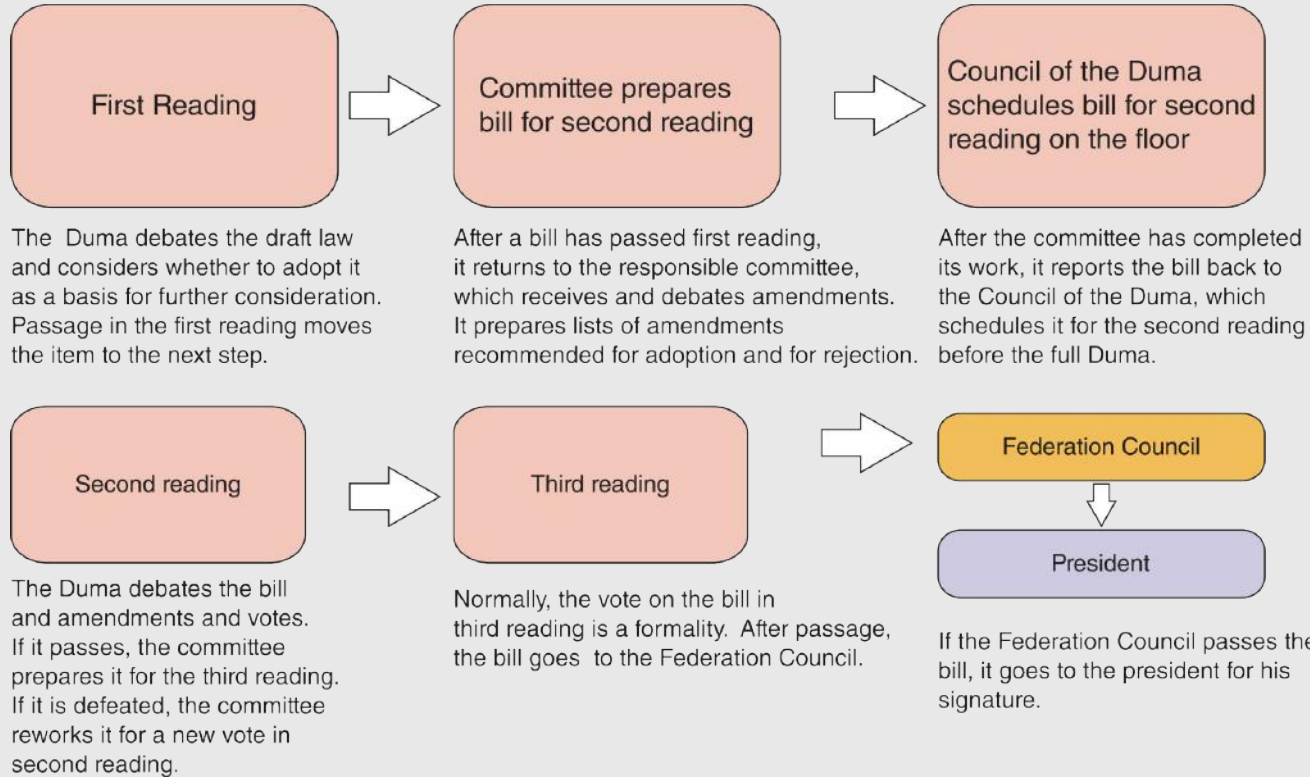 First Reading
Committee prepares
bill for second reading
Council of the Duma
schedules bill for second
reading on the floor
The Duma debates the draft law
and considers whether to adopt it
as a basis for further consideration.
Passage in the first reading moves
the item to the next step.
After a bill has passed first reading,
it returns to the responsible committee,
which receives and debates amendments.
It prepares lists of amendments
recommended for adoption and for rejection.
After the committee has completed
its work, it reports the bill back to
the Council of the Duma, which
schedules it for the second reading
before the full Duma.
Second reading
Third reading
Federation Council
President
The Duma debates the bill
and amendments and votes.
If it passes, the committee
prepares it for the third reading.
If it is defeated, the committee
reworks it for a new vote in
second reading.
Normally, the vote on the bill in
third reading is a formality. After passage,
the bill goes to the Federation Council.
If the Federation Council passes the
bill, it goes to the president for his
signature.